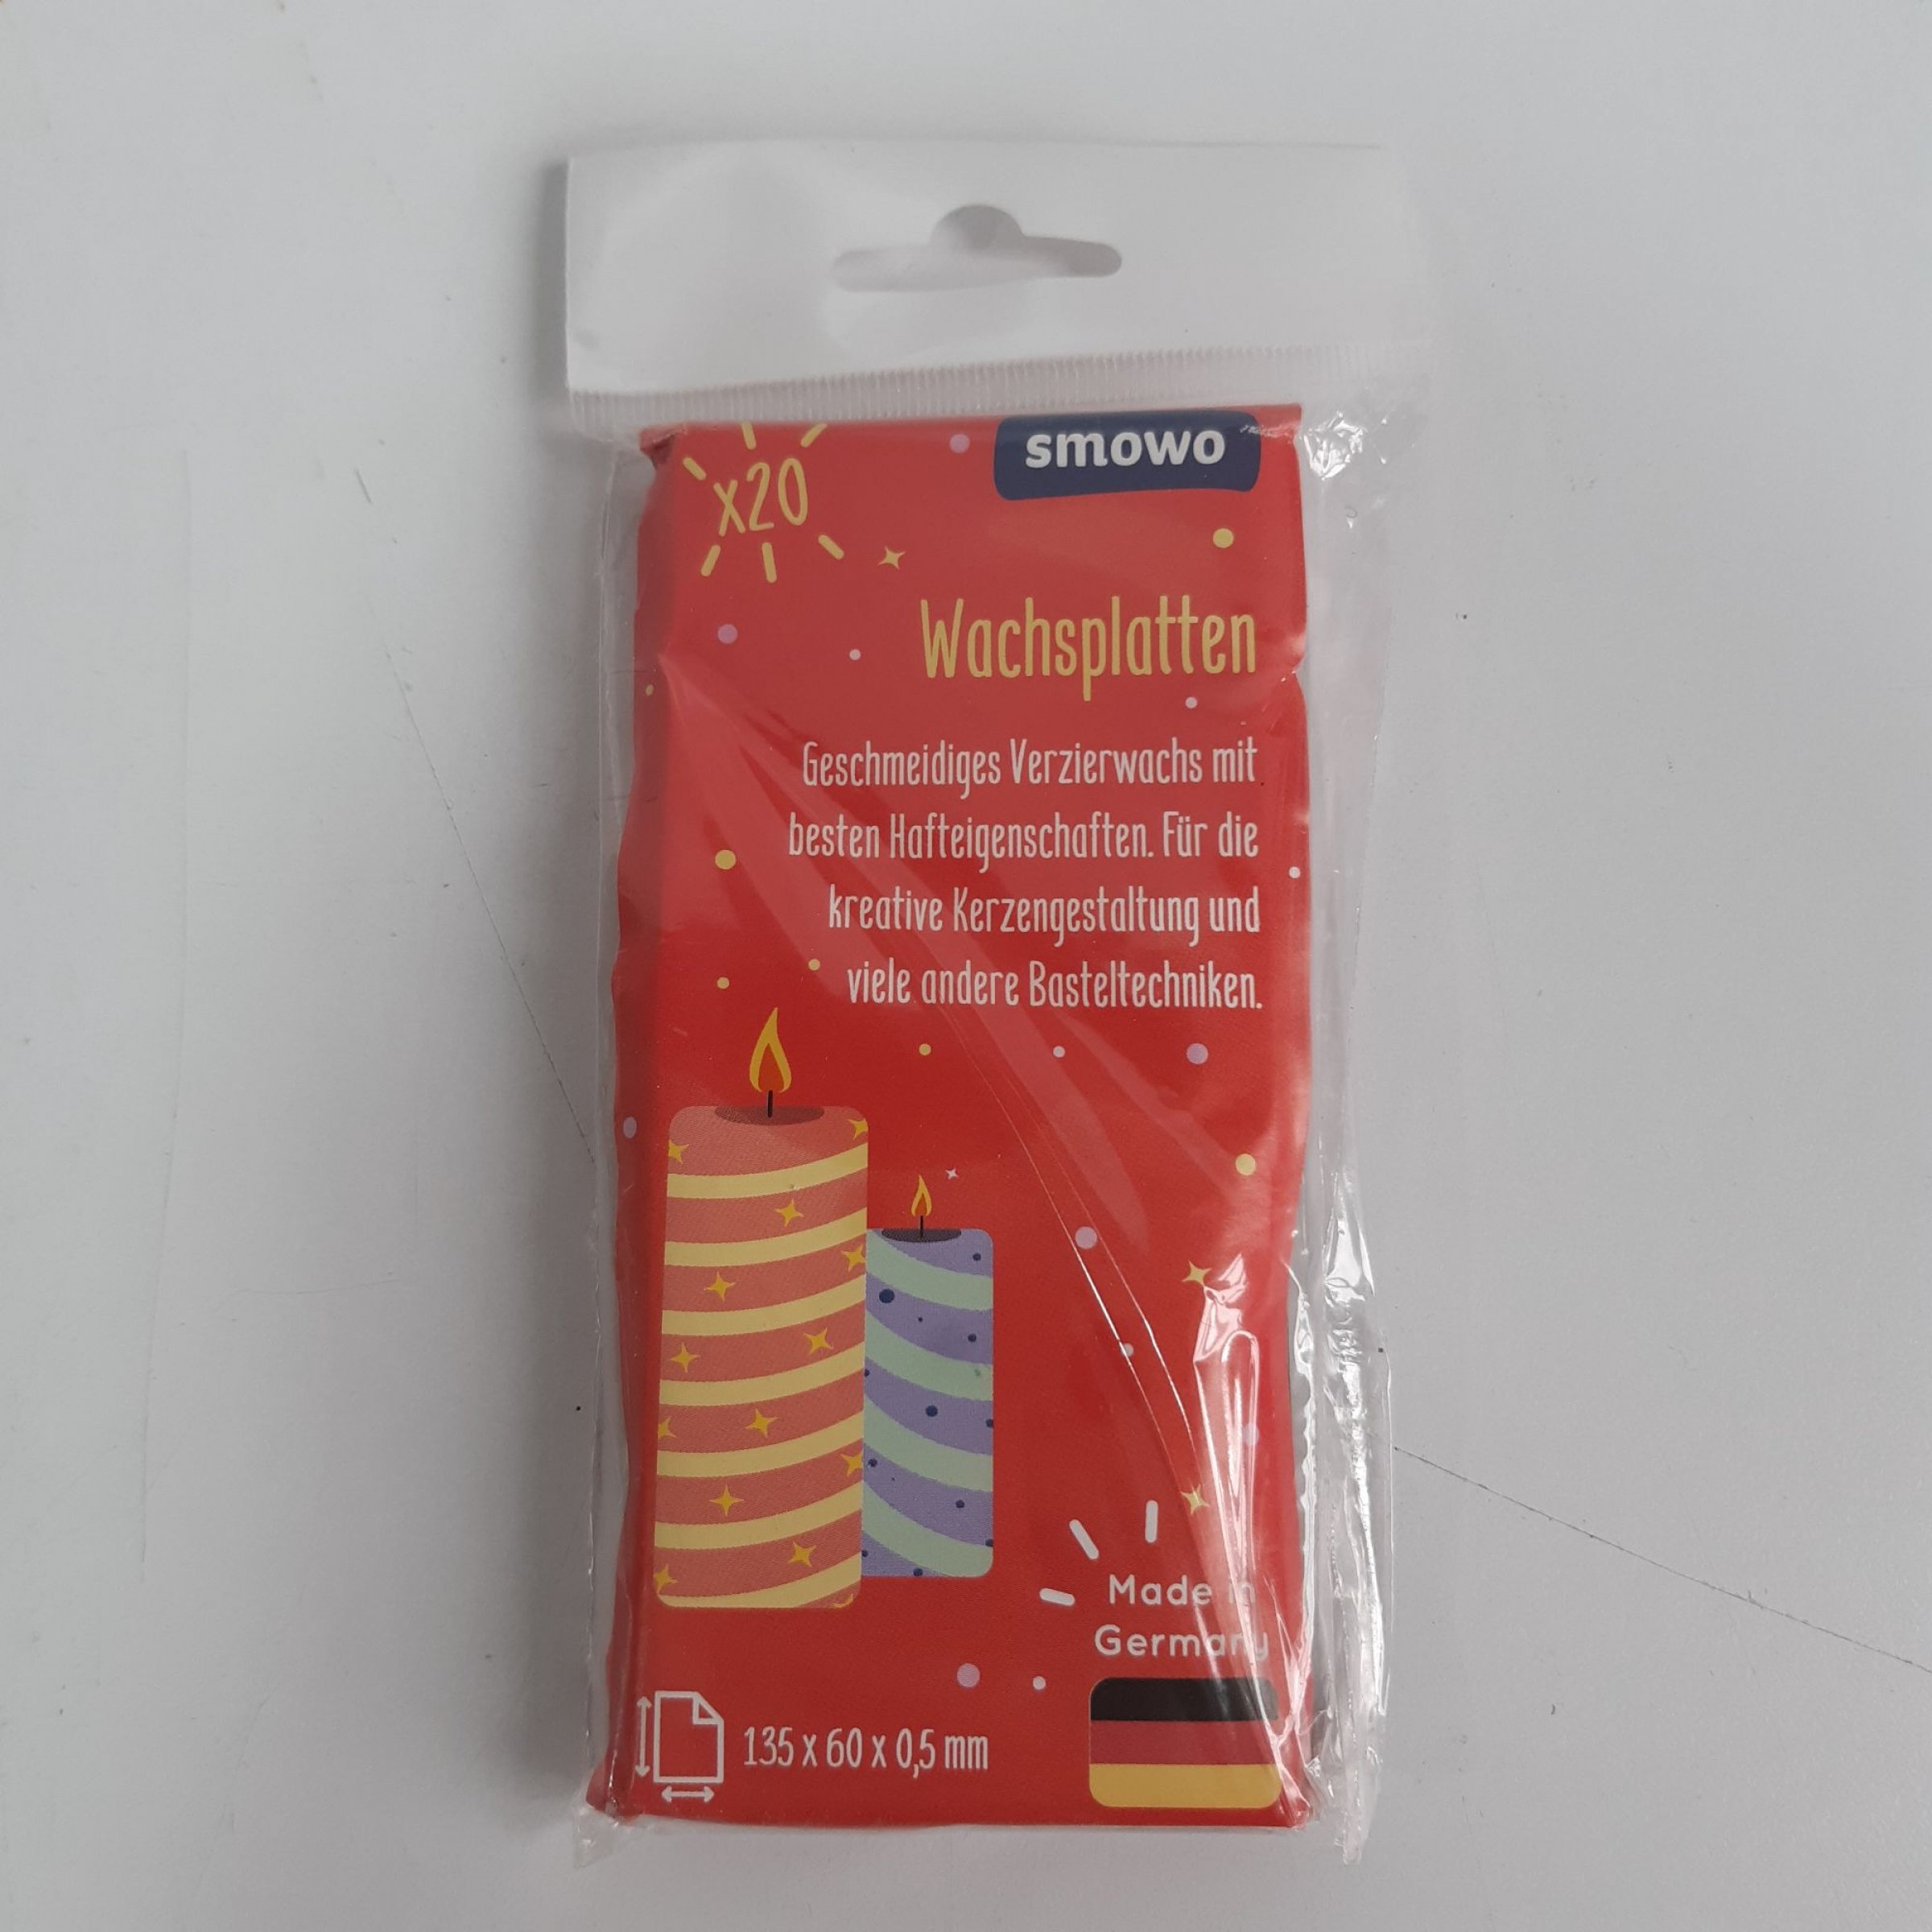 x20
smowo
Wachsplatten
Geschmeidiges Verzierwachs mit
besten Hafteigenschaften. Für die
kreative Kerzengestaltung und
viele andere Basteltechniken.
Made in
Germany
135 x 60 x 0,5 mm